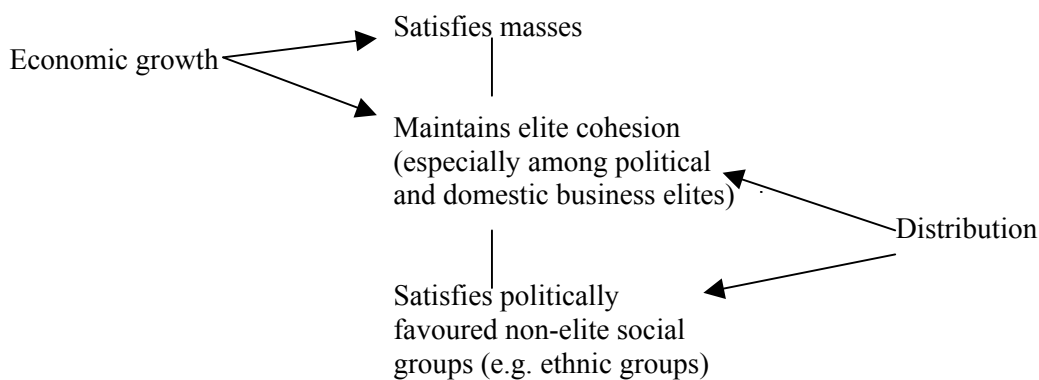 Satisfies masses
Economic growth
Maintains elite cohesion
(especially among political
and domestic business elites)
Distribution
Satisfies politically
favoured non-elite social
groups (e.g. ethnic groups)